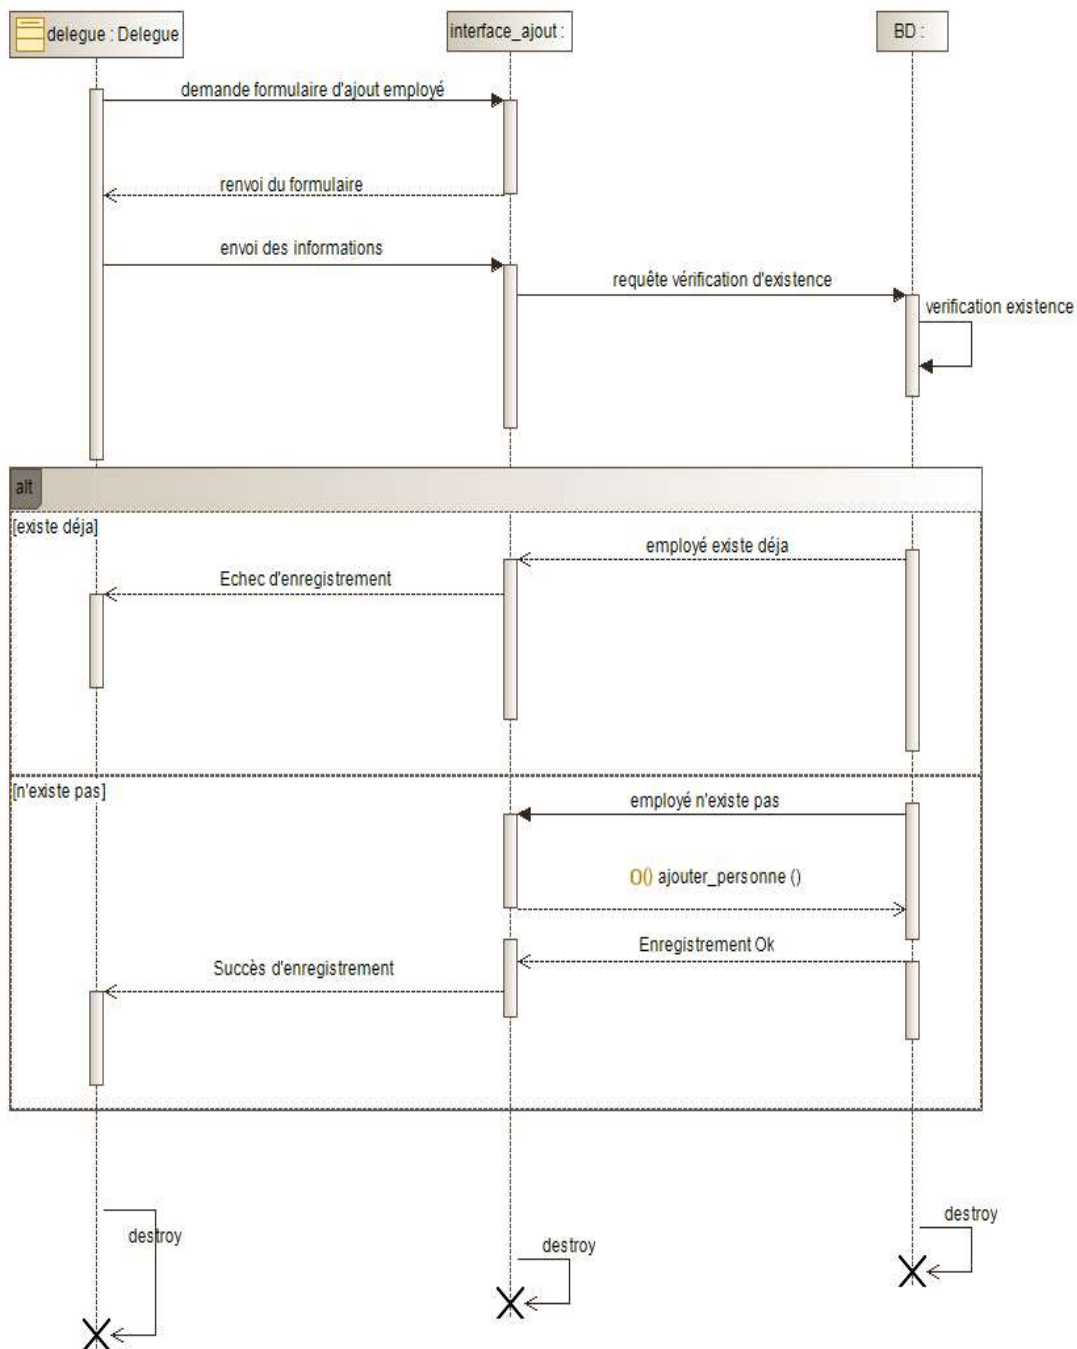 delegue : Delegue
interface_ajout :
BD :
demande formulaire d'ajout employé
renvoi du formulaire
envoi des informations
requête vérification d'existence
verification existence
alt
[existe déja]
employé existe déja
Echec d'enregistrement
[n'existe pas]
employé n'existe pas
O() ajouter_personne ()
Enregistrement Ok
Succès d'enregistrement
destroy
destroy
destroy